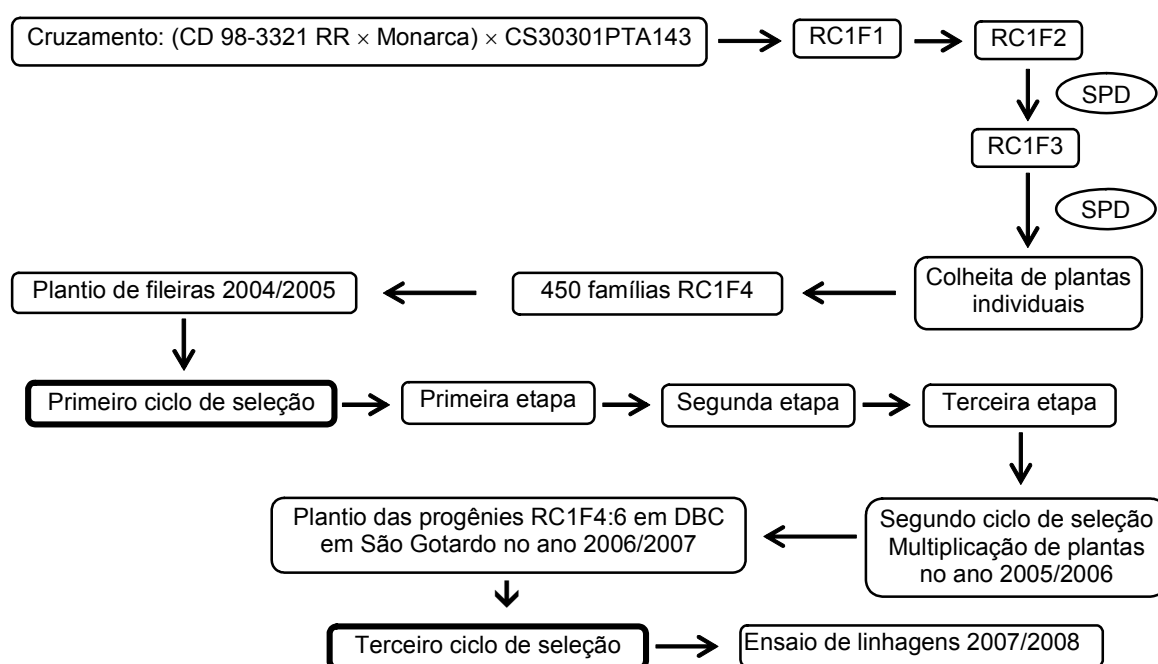 Cruzamento: (CD 98-3321 RR × Monarca) × CS30301PTA143
RC1F1
RC1F2
SPD
RC1F3
SPD
Colheita de plantas
individuais
450 famílias RC1F4
Plantio de fileiras 2004/2005
Primeiro ciclo de seleção
Primeira etapa
Segunda etapa
Terceira etapa
Segundo ciclo de seleção
Multiplicação de plantas
no ano 2005/2006
Plantio das progênies RC1F4:6 em DBC
em São Gotardo no ano 2006/2007
Terceiro ciclo de seleção
Ensaio de linhagens 2007/2008